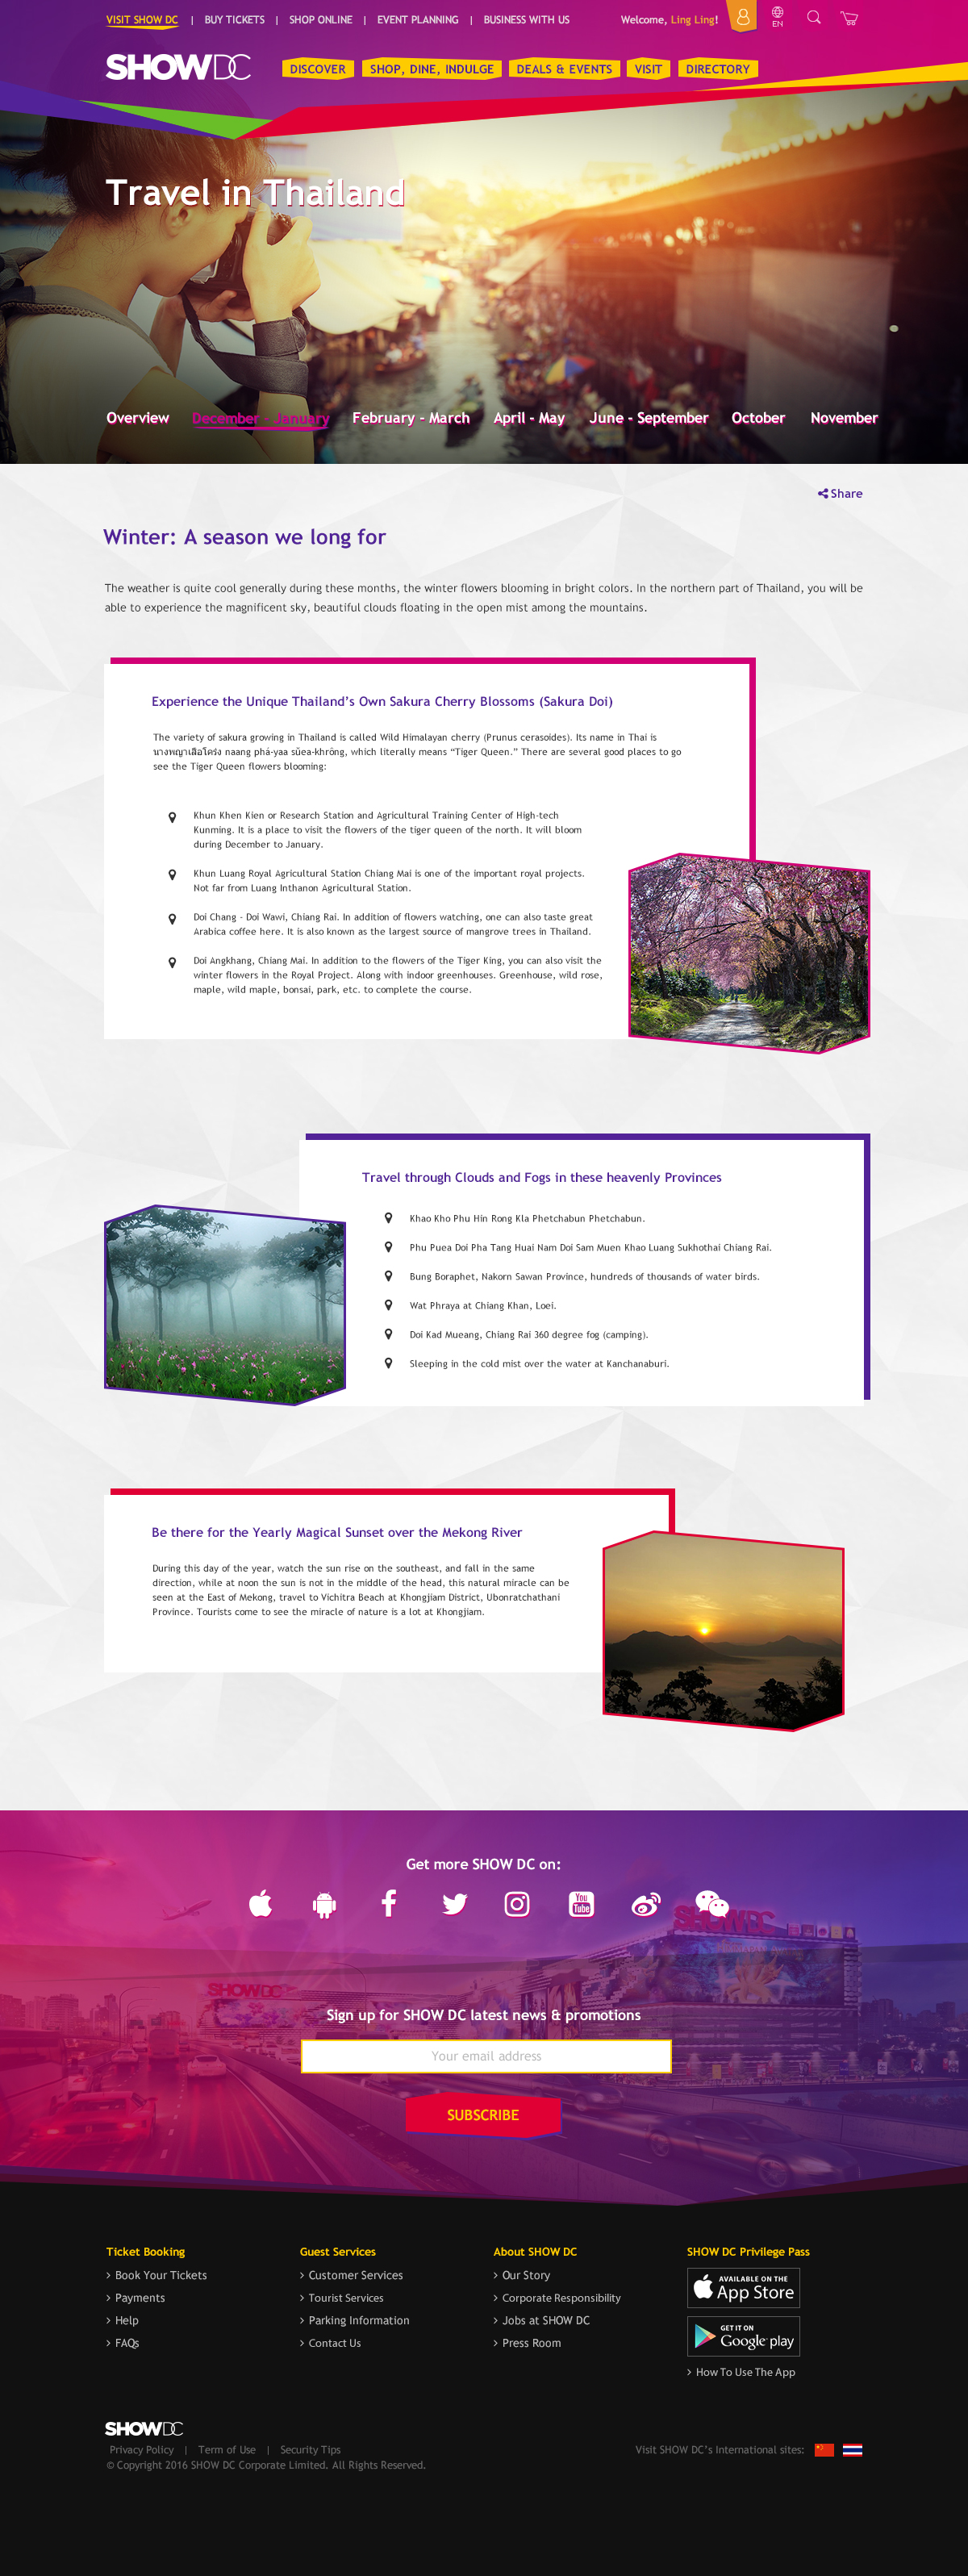 VISIT SHOW DC | BUY TICKETS | SHOP ONLINE | EVENT PLANNING | BUSINESS WITH US Welcome, Ling Ling! EN
SHOWDC DISCOVER SHOP, DINE, INDULGE DEALS & EVENTS VISIT DIRECTORY
Travel in Thailand
Overview December - January February - March April - May June - September October November
Share
Winter: A season we long for
The weather is quite cool generally during these months, the winter flowers blooming in bright colors. In the northern part of Thailand, you will be
able to experience the magnificent sky, beautiful clouds floating in the open mist among the mountains.
Experience the Unique Thailand's Own Sakura Cherry Blossoms (Sakura Doi)
The variety of sakura growing in Thailand is called Wild Himalayan cherry (Prunus cerasoides). Its name in Thai is
นางพญาเสือโคร่ง naang phá-yaa sǔea-khrông, which literally means “Tiger Queen.” There are several good places to go
see the Tiger Queen flowers blooming:
Khun Khen Kien or Research Station and Agricultural Training Center of High-tech
Kunming. It is a place to visit the flowers of the tiger queen of the north. It will bloom
during December to January.
Khun Luang Royal Agricultural Station Chiang Mai is one of the important royal projects.
Not far from Luang Inthanon Agricultural Station.
Doi Chang - Doi Wawi, Chiang Rai. In addition of flowers watching, one can also taste great
Arabica coffee here. It is also known as the largest source of mangrove trees in Thailand.
Doi Angkhang, Chiang Mai. In addition to the flowers of the Tiger King, you can also visit the
winter flowers in the Royal Project. Along with indoor greenhouses. Greenhouse, wild rose,
maple, wild maple, bonsai, park, etc. to complete the course.
Travel through Clouds and Fogs in these heavenly Provinces
Khao Kho Phu Hin Rong Kla Phetchabun Phetchabun.
Phu Puea Doi Pha Tang Huai Nam Doi Sam Muen Khao Luang Sukhothai Chiang Rai.
Bung Boraphet, Nakorn Sawan Province, hundreds of thousands of water birds.
Wat Phraya at Chiang Khan, Loei.
Doi Kad Mueang, Chiang Rai 360 degree fog (camping).
Sleeping in the cold mist over the water at Kanchanaburi.
Be there for the Yearly Magical Sunset over the Mekong River
During this day of the year, watch the sun rise on the southeast, and fall in the same
direction, while at noon the sun is not in the middle of the head, this natural miracle can be
seen at the East of Mekong, travel to Vichitra Beach at Khongjiam District, Ubonratchathani
Province. Tourists come to see the miracle of nature is a lot at Khongjiam.
Get more SHOW DC on:
You Tube
SHOWDC
SHOWDC
Sign up for SHOW DC latest news & promotions
Your email address
SUBSCRIBE
Ticket Booking Guest Services About SHOW DC SHOW DC Privilege Pass
Book Your Tickets Customer Services Our Story AVAILABLE ON THE App Store
Payments Tourist Services Corporate Responsibility
Help Parking Information Jobs at SHOW DC GET IT ON Google play
FAQs Contact Us Press Room
How To Use The App
SHOWDC
Privacy Policy | Term of Use | Security Tips Visit SHOW DC's International sites:
© Copyright 2016 SHOW DC Corporate Limited. All Rights Reserved.